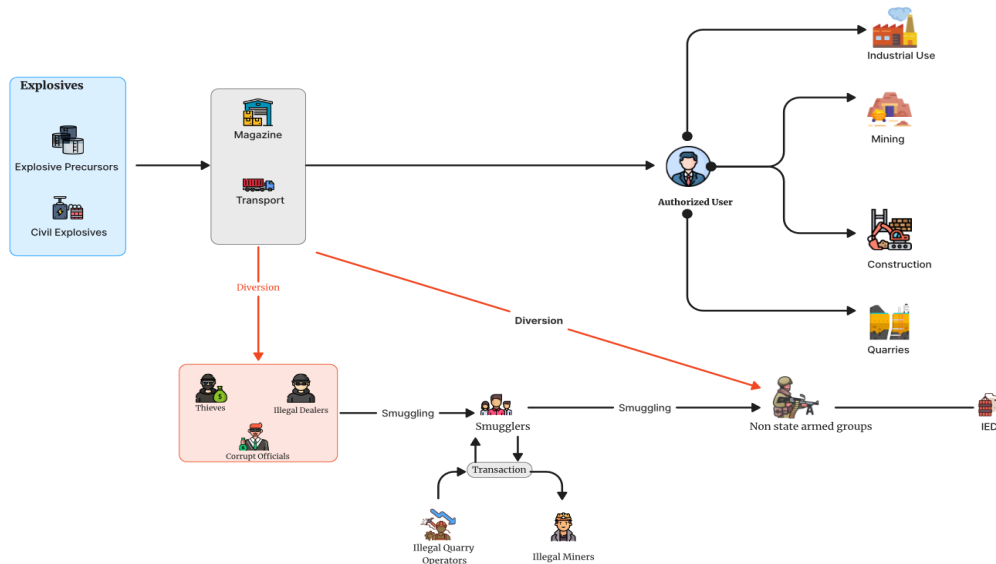 Explosives
Explosive Precursors
Civil Explosives
Magazine
Transport
Authorized User
Industrial Use
Mining
Construction
Quarries
Diversion
Diversion
Thieves
Illegal Dealers
Corrupt Officials
Smuggling
Smugglers
Smuggling
Non state armed groups
IED
Transaction
Illegal Quarry
Operators
Illegal Miners